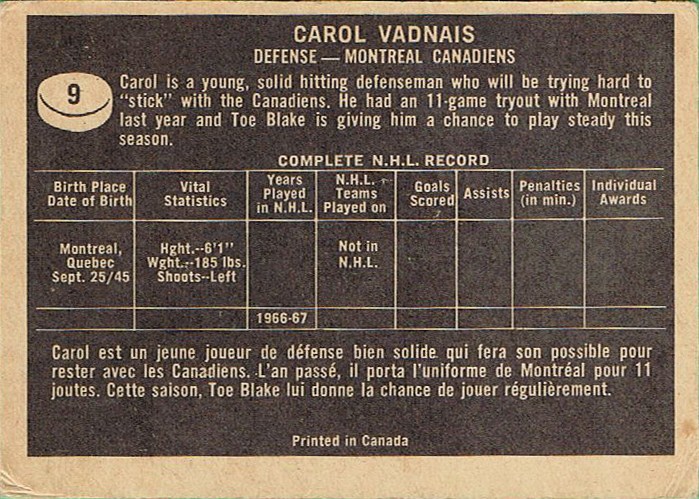 CAROL VADNAIS
DEFENSE — MONTREAL CANADIENS
9
Carol is a young, solid hitting defenseman who will be trying hard to
"stick" with the Canadiens. He had an 11-game tryout with Montreal
last year and Toe Blake is giving him a chance to play steady this
season.
COMPLETE N.H.L. RECORD
Birth Place
Date of Birth
Vital
Statistics
Years
Played
in N.H.L.
N.H.L.
Teams
Played on
Goals
Scored
Assists
Penalties
(in min.)
Individual
Awards
Montreal,
Quebec
Sept. 25/45
Hght.--6'1"
Wght.--185 lbs.
Shoots--Left
Not in
N.H.L.
1966-67
Carol est un jeune joueur de défense bien solide qui fera son possible pour
rester avec les Canadiens. L'an passé, il porta l'uniforme de Montréal pour 11
joutes. Cette saison, Toe Blake lui donne la chance de jouer régulièrement.
Printed in Canada